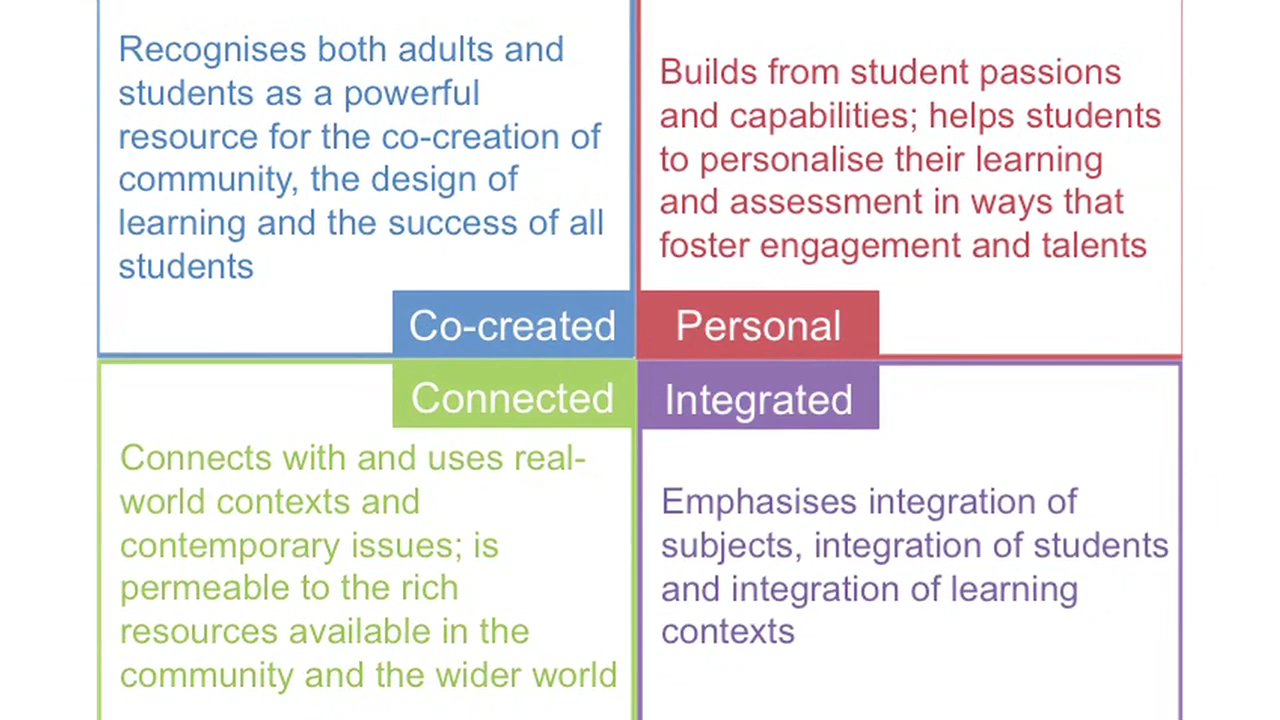 Recognises both adults and
students as a powerful
resource for the co-creation of
community, the design of
learning and the success of all
students
Co-created
Builds from student passions
and capabilities; helps students
to personalise their learning
and assessment in ways that
foster engagement and talents
Personal
Connected
Connects with and uses real-
world contexts and
contemporary issues; is
permeable to the rich
resources available in the
community and the wider world
Integrated
Emphasises integration of
subjects, integration of students
and integration of learning
contexts